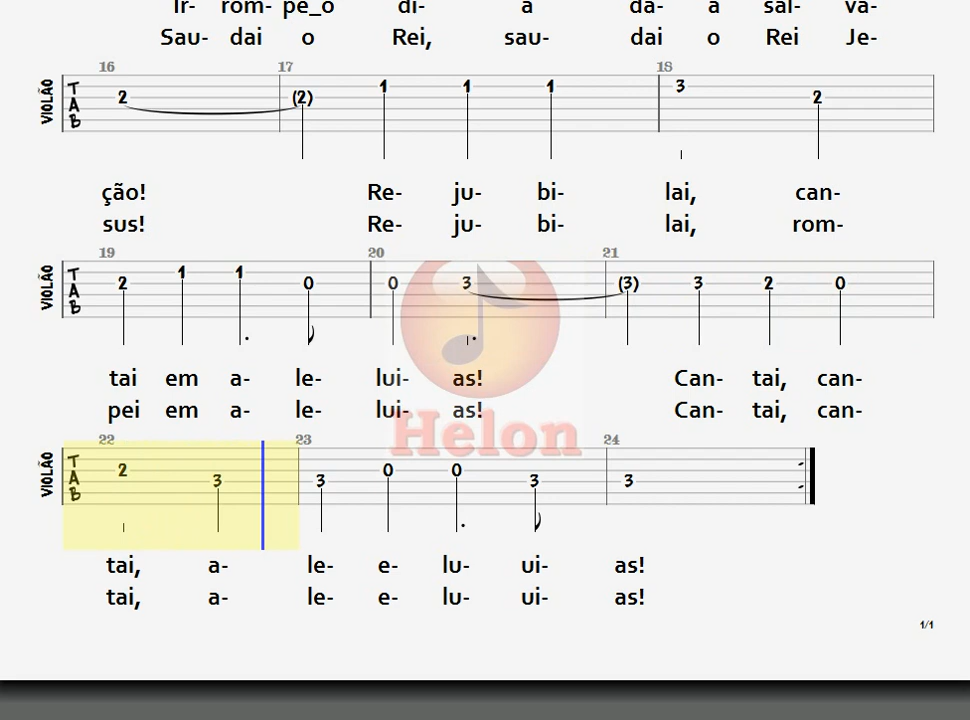 Ir- rom- pe_o di- a da- a sal- va-
Sau- dai o Rei, sau- dai o Rei Je-
16 17 18
VIOLÃO TAB 2 (2) 1 1 1 3 2
ção! Re- ju- bi- lai, can-
sus! Re- ju- bi- lai, rom-
19 20 21
VIOLÃO TAB 2 1 1 0 0 3 (3) 3 2 0
tai em a- le- lui- as! Can- tai, can-
pei em a- le- lui- as! Can- tai, can-
Helon
22 23 24
VIOLÃO TAB 2 3 3 0 0 3 3
tai, a- le- e- lu- ui- as!
tai, a- le- e- lu- ui- as!
1/1